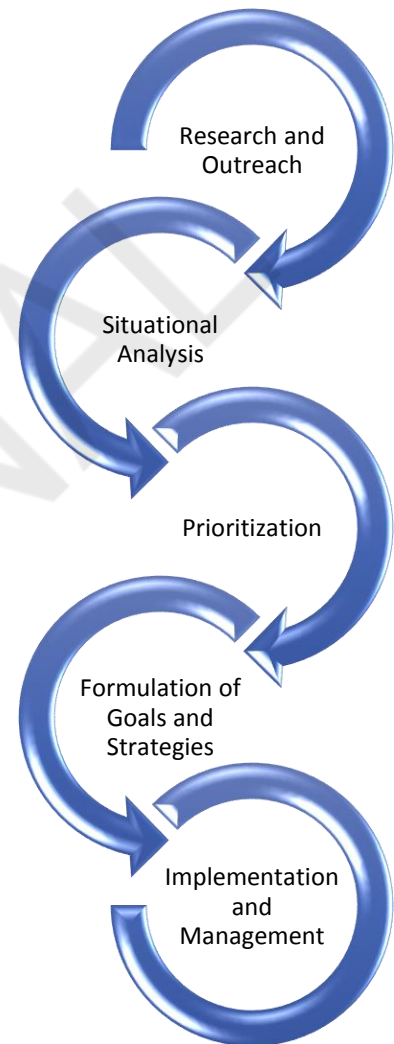 Research and
Outreach
Situational
Analysis
Prioritization
Formulation of
Goals and
Strategies
Implementation
and
Management